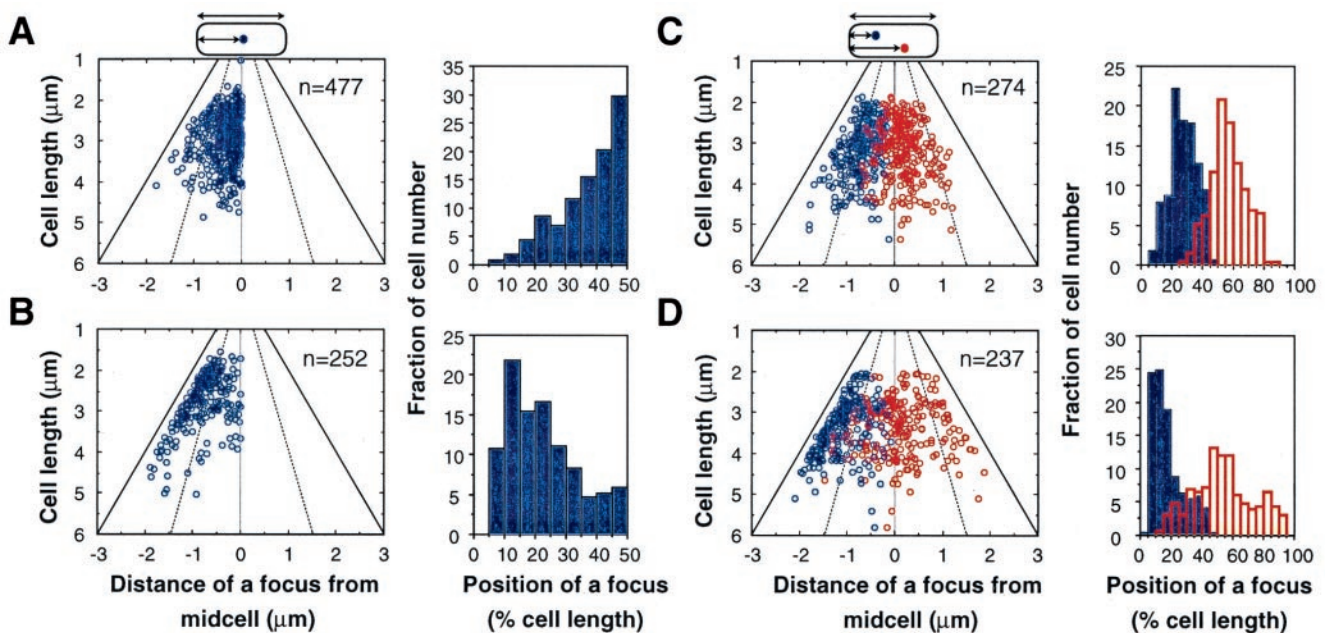 A
C
1
2
3
4
5
6
Cell length (μm)
n=477
-3 -2 -1 0 1 2 3
35
30
25
20
15
10
5
0
0 10 20 30 40 50
Fraction of cell number
1
2
3
4
5
6
Cell length (μm)
n=274
-3 -2 -1 0 1 2 3
25
20
15
10
5
0
0 20 40 60 80 100
Fraction of cell number
B
D
1
2
3
4
5
6
Cell length (μm)
n=252
-3 -2 -1 0 1 2 3
25
20
15
10
5
0
0 10 20 30 40 50
1
2
3
4
5
6
Cell length (μm)
n=237
-3 -2 -1 0 1 2 3
30
25
20
15
10
5
0
0 20 40 60 80 100
Distance of a focus from
midcell (μm)
Position of a focus
(% cell length)
Distance of a focus from
midcell (μm)
Position of a focus
(% cell length)